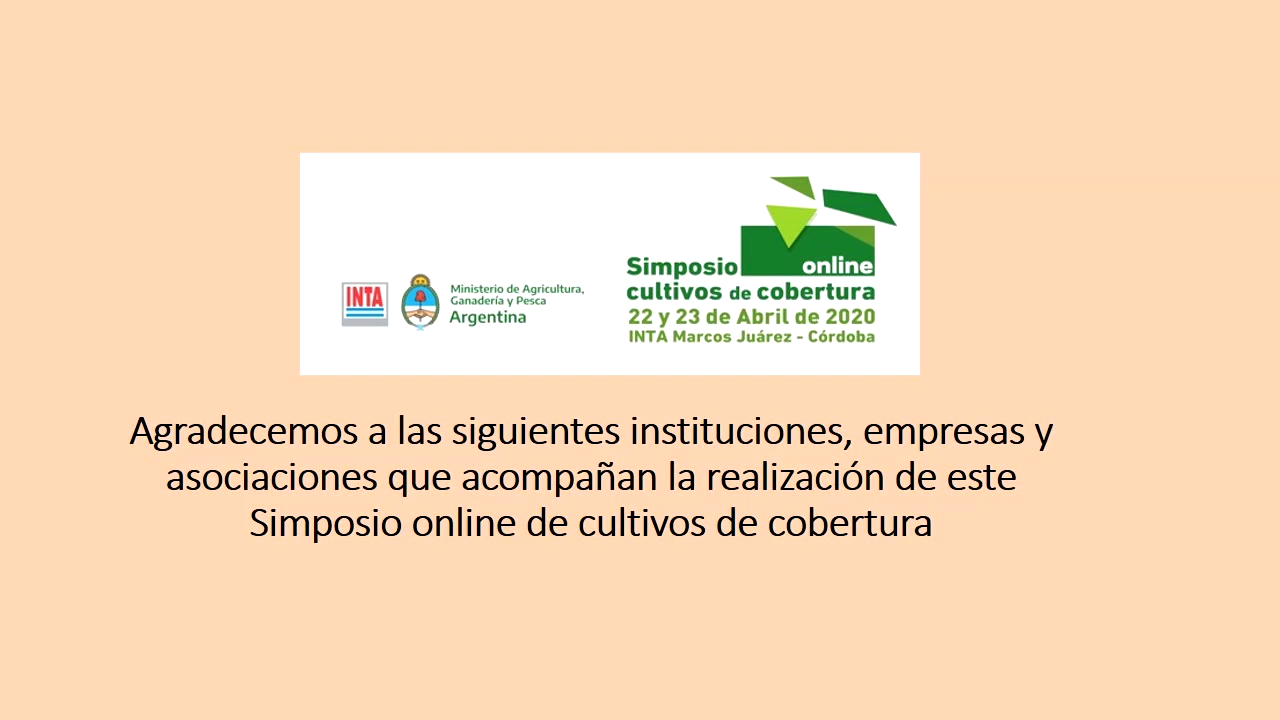 INTA
Ministerio de Agricultura,
Ganadería y Pesca
Argentina
Simposio online
cultivos de cobertura
22 y 23 de Abril de 2020
INTA Marcos Juárez - Córdoba
Agradecemos a las siguientes instituciones, empresas y
asociaciones que acompañan la realización de este
Simposio online de cultivos de cobertura